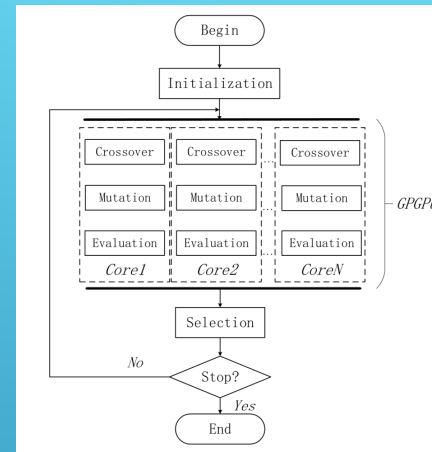 Begin
Initialization
Crossover Crossover ... Crossover
Mutation Mutation ... Mutation
Evaluation Evaluation ... Evaluation
Core1 Core2 CoreN
GPGPU
Selection
No
Stop?
Yes
End